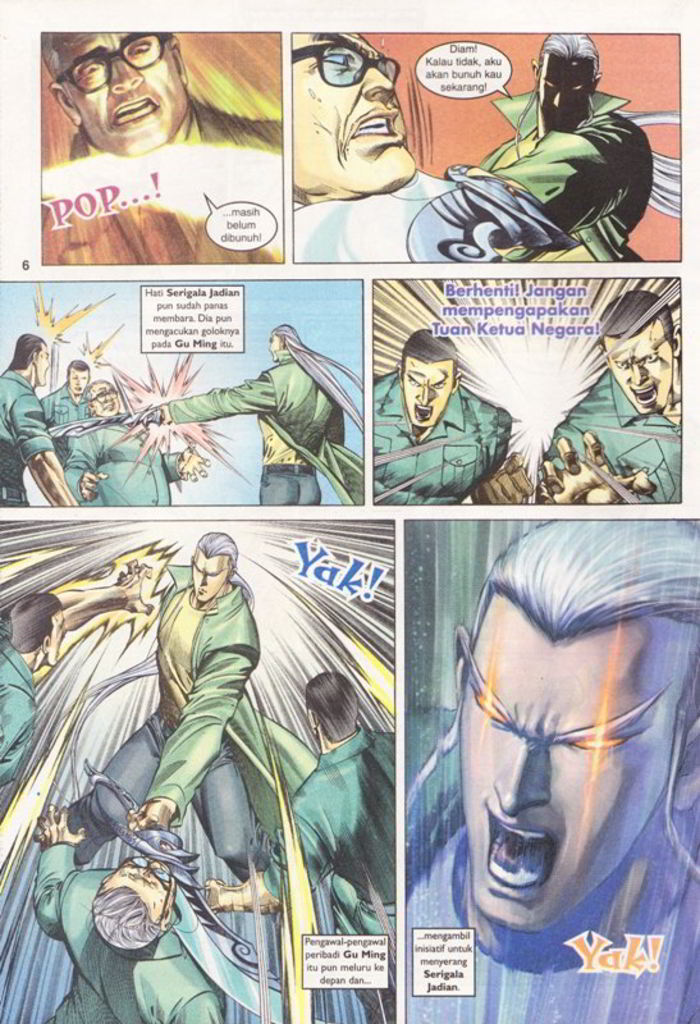 POP...!
...masih
belum
dibunuh!
Diam!
Kalau tidak, aku
akan bunuh kau
sekarang!
6
Hati Serigala Jadian
pun sudah panas
membara. Dia pun
mengacukan goloknya
pada Gu Ming itu.
Berhenti! Jangan
mempengapakan
Tuan Ketua Negara!
Yak!
Pengawal-pengawal
peribadi Gu Ming
itu pun meluru ke
depan dan...
...mengambil
inisiatif untuk
menyerang
Serigala
Jadian.
Yak!